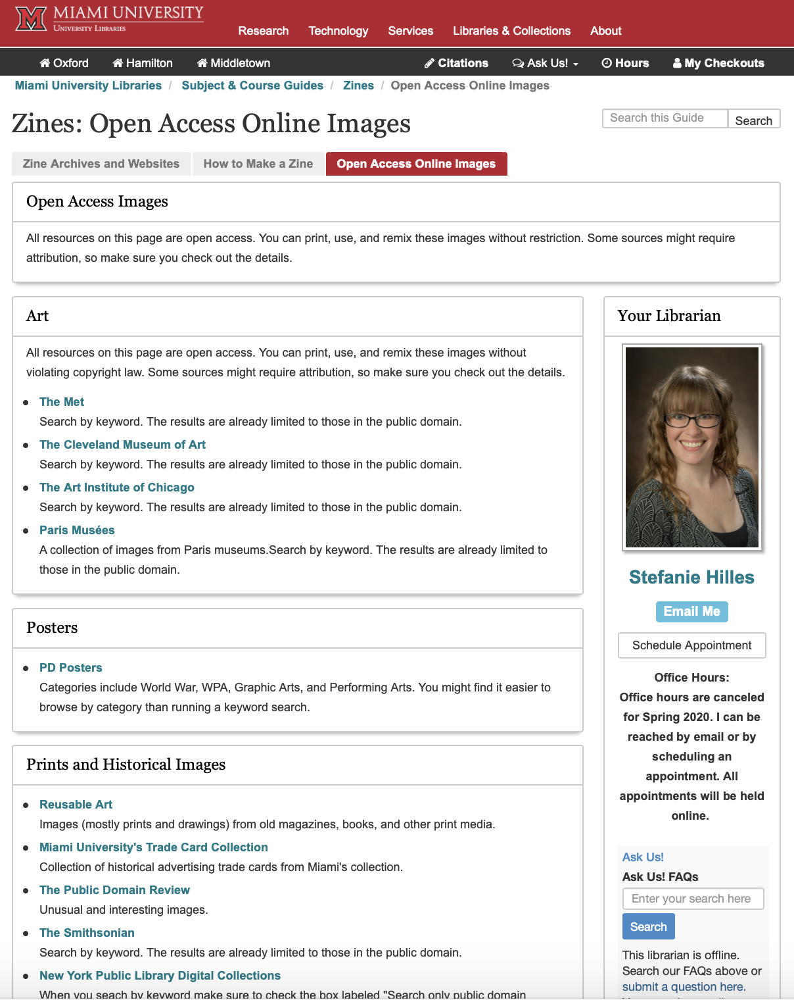 MIAMI UNIVERSITY
UNIVERSITY LIBRARIES
Research Technology Services Libraries & Collections About
Oxford Hamilton Middletown Citations Ask Us! Hours My Checkouts
Miami University Libraries / Subject & Course Guides / Zines / Open Access Online Images
Zines: Open Access Online Images
Search this Guide Search
Zine Archives and Websites How to Make a Zine Open Access Online Images
Open Access Images
All resources on this page are open access. You can print, use, and remix these images without restriction. Some sources might require
attribution, so make sure you check out the details.
Art
All resources on this page are open access. You can print, use, and remix these images without
violating copyright law. Some sources might require attribution, so make sure you check out the details.
The Met
Search by keyword. The results are already limited to those in the public domain.
The Cleveland Museum of Art
Search by keyword. The results are already limited to those in the public domain.
The Art Institute of Chicago
Search by keyword. The results are already limited to those in the public domain.
Paris Musées
A collection of images from Paris museums.Search by keyword. The results are already limited to
those in the public domain.
Posters
PD Posters
Categories include World War, WPA, Graphic Arts, and Performing Arts. You might find it easier to
browse by category than running a keyword search.
Prints and Historical Images
Reusable Art
Images (mostly prints and drawings) from old magazines, books, and other print media.
Miami University's Trade Card Collection
Collection of historical advertising trade cards from Miami's collection.
The Public Domain Review
Unusual and interesting images.
The Smithsonian
Search by keyword. The results are already limited to those in the public domain.
New York Public Library Digital Collections
When you seach by keyword make sure to check the box labeled "Search only public domain
Your Librarian
Stefanie Hilles
Email Me
Schedule Appointment
Office Hours:
Office hours are canceled
for Spring 2020. I can be
reached by email or by
scheduling an
appointment. All
appointments will be held
online.
Ask Us!
Ask Us! FAQs
Enter your search here
Search
This librarian is offline.
Search our FAQs above or
submit a question here.